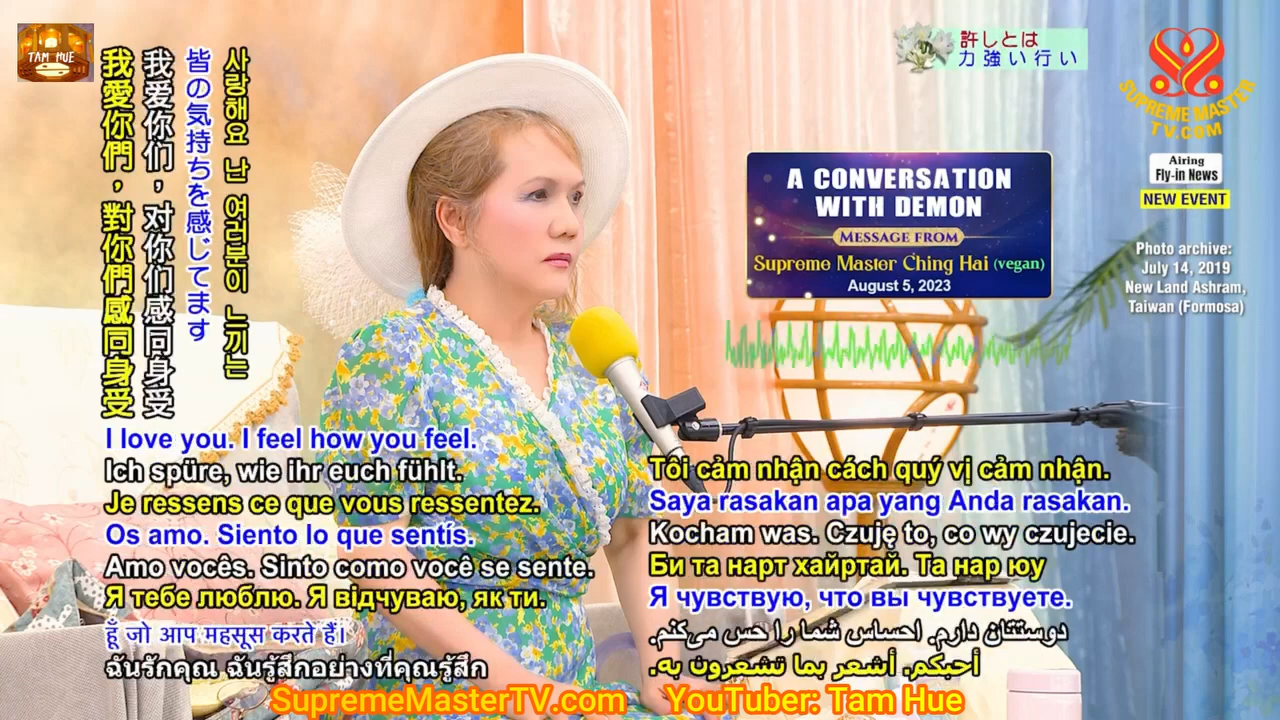 TAM HUE
我愛你們，對你們感同身受
我爱你们，对你们感同身受
皆の気持ちを感じてます
사랑해요 난 여러분이 느끼는
許しとは
力強い行い
SUPREME MASTER
TV.COM
A CONVERSATION
WITH DEMON
MESSAGE FROM
Supreme Master Ching Hai (vegan)
August 5, 2023
Airing
Fly-in News
NEW EVENT
Photo archive:
July 14, 2019
New Land Ashram,
Taiwan (Formosa)
I love you. I feel how you feel.
Ich spüre, wie ihr euch fühlt.
Je ressens ce que vous ressentez.
Os amo. Siento lo que sentís.
Amo vocês. Sinto como você se sente.
Я тебе люблю. Я відчуваю, як ти.
हूँ जो आप महसूस करते हैं।
ฉันรักคุณ ฉันรู้สึกอย่างที่คุณรู้สึก
Tôi cảm nhận cách quý vị cảm nhận.
Saya rasakan apa yang Anda rasakan.
Kocham was. Czuję to, co wy czujecie.
Би та нарт хайртай. Та нар юу
Я чувствую, что вы чувствуете.
دوستتان دارم. احساس شما را حس می‌کنم.
أحبكم. أشعر بما تشعرون به.
SupremeMasterTV.com YouTuber: Tam Hue